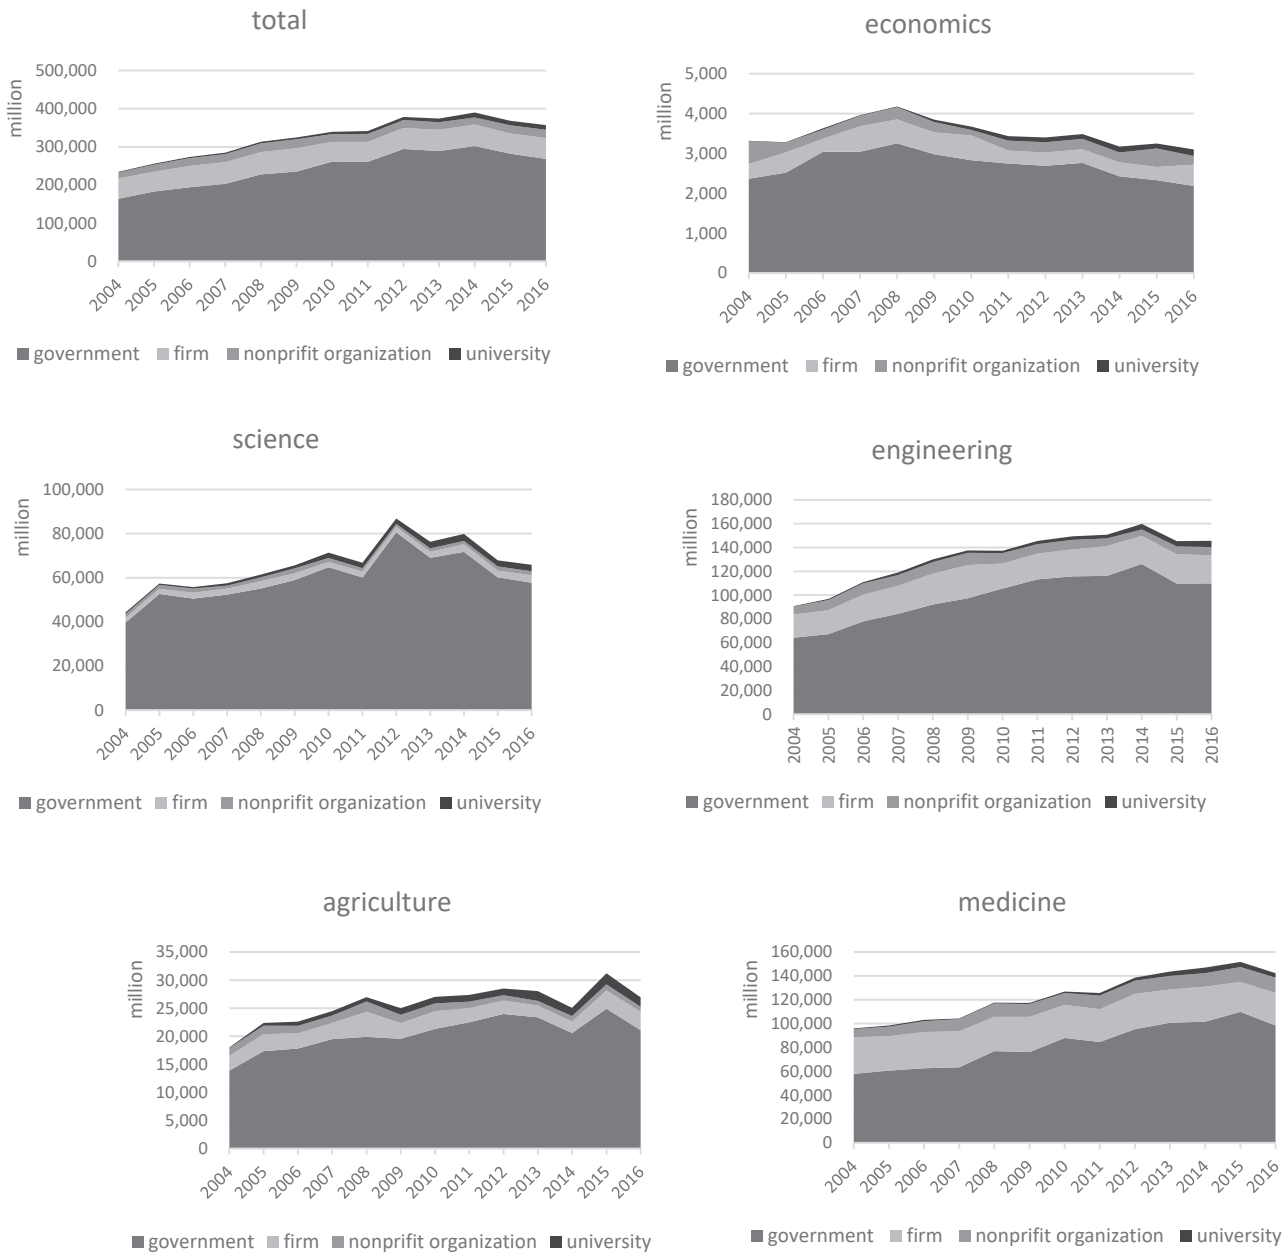 total
million
500,000
400,000
300,000
200,000
100,000
0
2004 2005 2006 2007 2008 2009 2010 2011 2012 2013 2014 2015 2016
government firm nonprifit organization university
economics
million
5,000
4,000
3,000
2,000
1,000
0
2004 2005 2006 2007 2008 2009 2010 2011 2012 2013 2014 2015 2016
government firm nonprifit organization university
science
million
100,000
80,000
60,000
40,000
20,000
0
2004 2005 2006 2007 2008 2009 2010 2011 2012 2013 2014 2015 2016
government firm nonprifit organization university
engineering
million
180,000
160,000
140,000
120,000
100,000
80,000
60,000
40,000
20,000
0
2004 2005 2006 2007 2008 2009 2010 2011 2012 2013 2014 2015 2016
government firm nonprifit organization university
agriculture
million
35,000
30,000
25,000
20,000
15,000
10,000
5,000
0
2004 2005 2006 2007 2008 2009 2010 2011 2012 2013 2014 2015 2016
government firm nonprifit organization university
medicine
million
160,000
140,000
120,000
100,000
80,000
60,000
40,000
20,000
0
2004 2005 2006 2007 2008 2009 2010 2011 2012 2013 2014 2015 2016
government firm nonprifit organization university